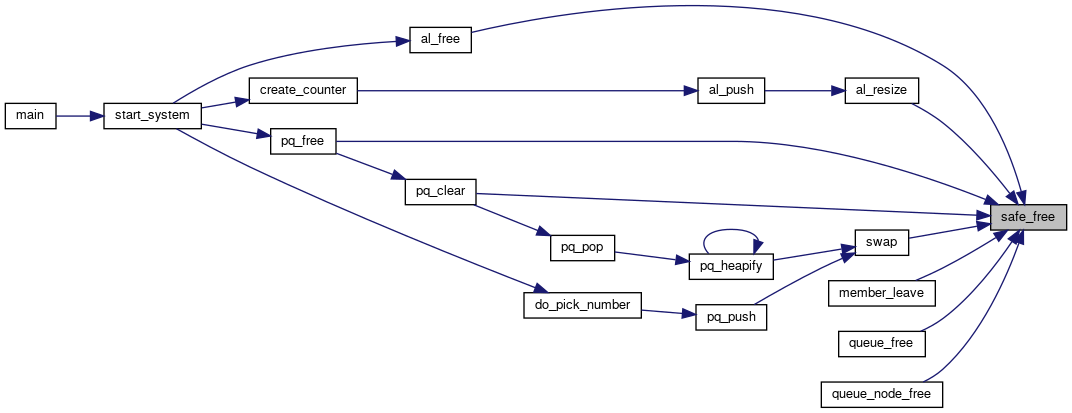 al_free
create_counter
al_push
al_resize
main
start_system
pq_free
pq_clear
safe_free
swap
pq_pop
pq_heapify
member_leave
do_pick_number
pq_push
queue_free
queue_node_free